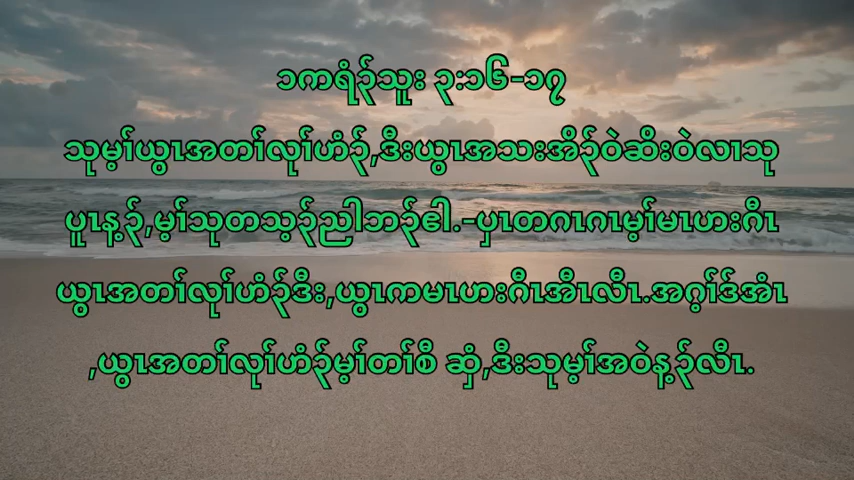 ၁ကရံၣ်သူး ၃:၁၆-၁၇
သုမ့ၢ်ယွၤအတၢ်လုၢ်ဟံၣ်,ဒီးယွၤအသးအိၣ်ဝဲဆိးဝဲလၢသု
ပူၤန့ၣ်,မ့ၢ်သုတသ့ၣ်ညါဘၣ်ဧါ.-ပှၤတဂၤဂၤမ့ၢ်မၤဟးဂီၤ
ယွၤအတၢ်လုၢ်ဟံၣ်ဒီး,ယွၤကမၤဟးဂီၤအီၤလီၤ.အဂ့ၢ်ဒ်အံၤ
,ယွၤအတၢ်လုၢ်ဟံၣ်မ့ၢ်တၢ်စီ ဆှံ,ဒီးသုမ့ၢ်အဝဲန့ၣ်လီၤ.